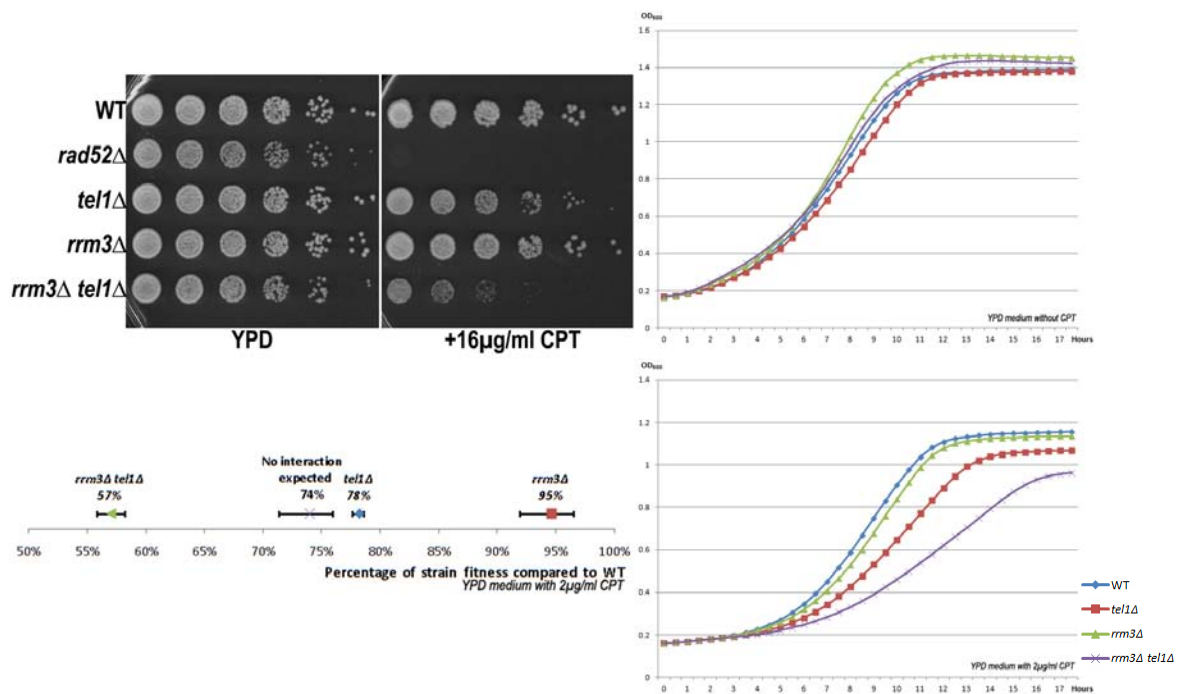 WT
rad52Δ
tel1Δ
rrm3Δ
rrm3Δ tel1Δ
YPD
+16µg/ml CPT
OD₆₀₀
1.6
1.4
1.2
1
0.8
0.6
0.4
0.2
0
YPD medium without CPT
0 1 2 3 4 5 6 7 8 9 10 11 12 13 14 15 16 17 Hours
rrm3Δ tel1Δ
57%
No interaction
expected
74%
tel1Δ
78%
rrm3Δ
95%
50% 55% 60% 65% 70% 75% 80% 85% 90% 95% 100%
Percentage of strain fitness compared to WT
YPD medium with 2µg/ml CPT
OD₆₀₀
1.4
1.2
1
0.8
0.6
0.4
0.2
0
YPD medium with 2µg/ml CPT
0 1 2 3 4 5 6 7 8 9 10 11 12 13 14 15 16 17 Hours
WT
tel1Δ
rrm3Δ
rrm3Δ tel1Δ